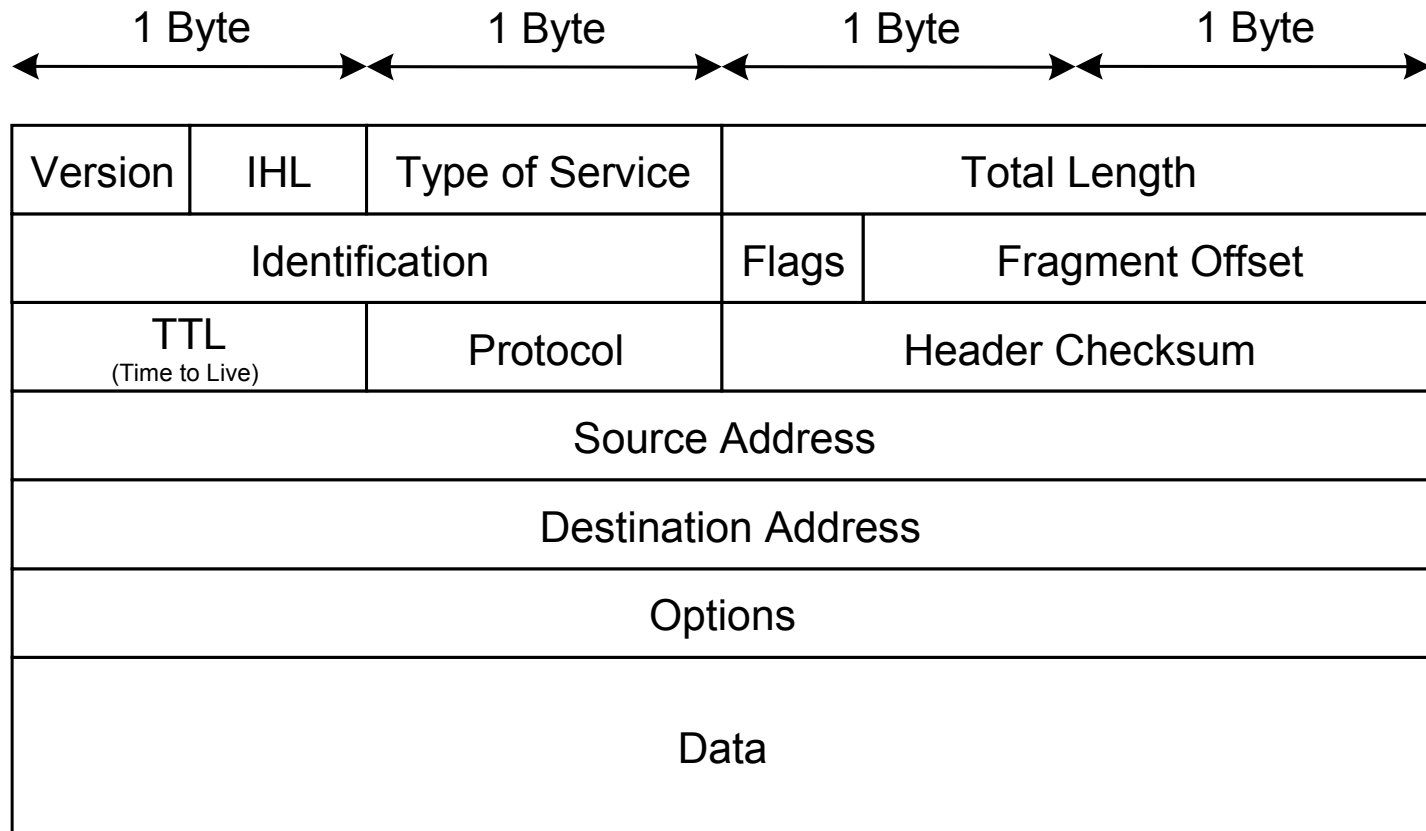 1 Byte 1 Byte 1 Byte 1 Byte
Version IHL Type of Service Total Length
Identification Flags Fragment Offset
TTL Protocol Header Checksum
(Time to Live)
Source Address
Destination Address
Options
Data